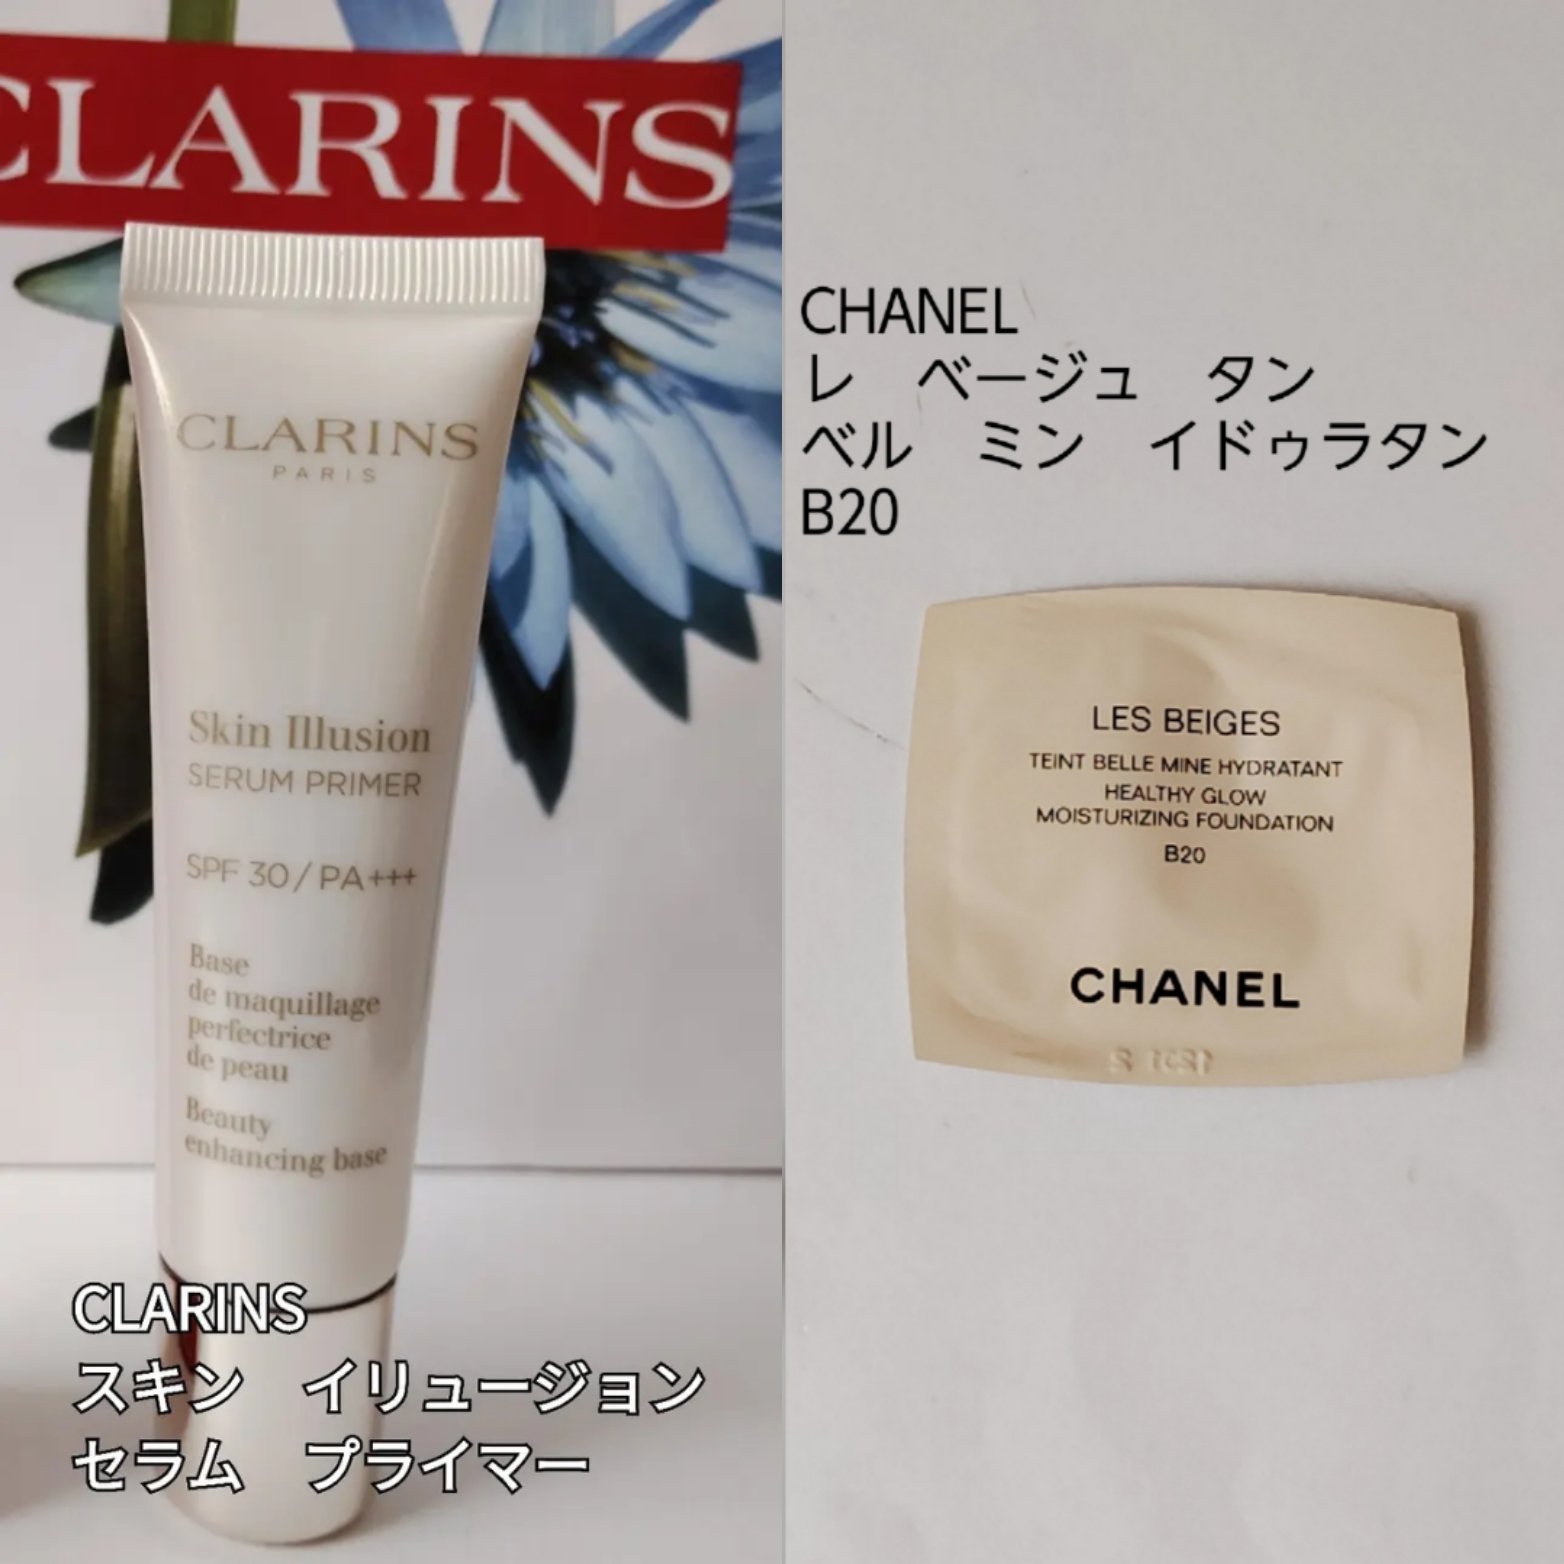 CLARINS
CLARINS
PARIS
Skin Illusion
SERUM PRIMER
SPF 30/PA+++
Base
de maquillage
perfectrice
de peau
Beauty
enhancing base
CLARINS
スキン　イリュージョン
セラム　プライマー
CHANEL
レ　ベージュ　タン
ベル　ミン　イドゥラタン
B20
LES BEIGES
TEINT BELLE MINE HYDRATANT
HEALTHY GLOW
MOISTURIZING FOUNDATION
B20
CHANEL